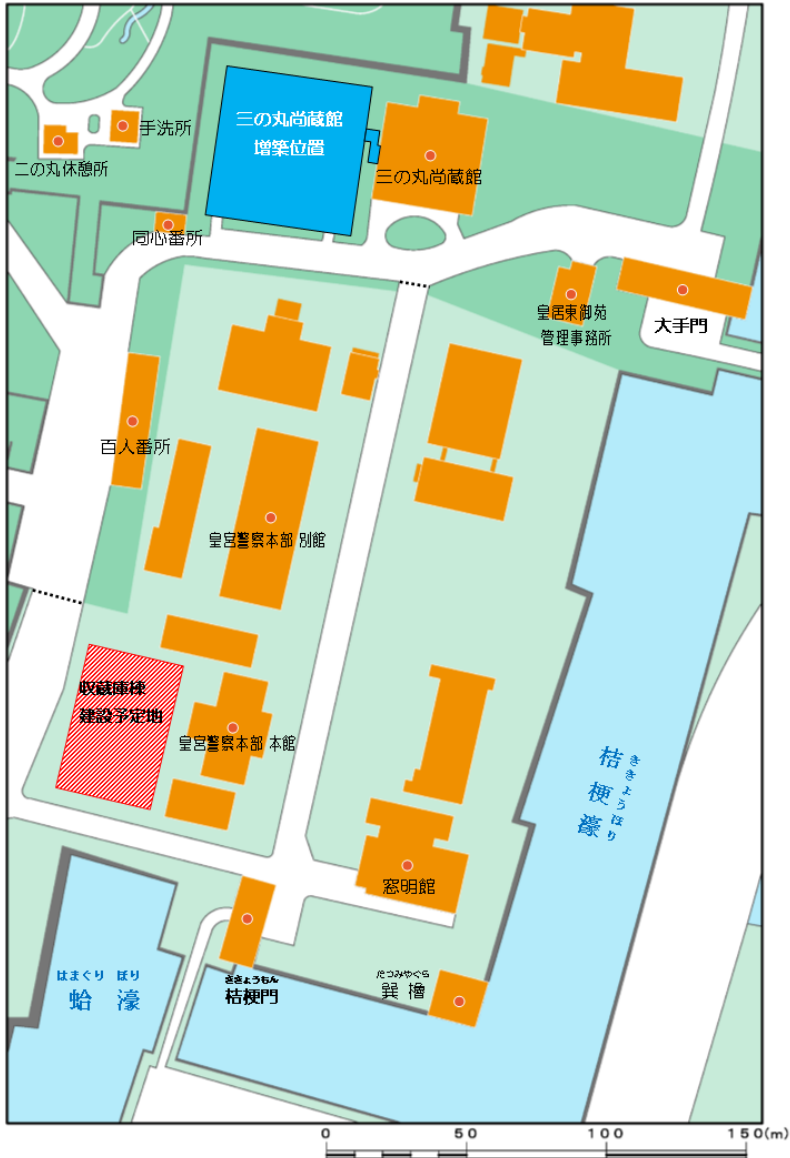 三の丸尚蔵館
増築位置
手洗所
二の丸休憩所
三の丸尚蔵館
同心番所
皇居東御苑
管理事務所
大手門
百人番所
皇宮警察本部 別館
収蔵庫棟
建設予定地
皇宮警察本部 本館
桔梗濠
ききょうほり
窓明館
はまぐり ぼり
蛤 濠
ききょうもん
桔梗門
たつみやぐら
巽櫓
0 50 100 150(m)